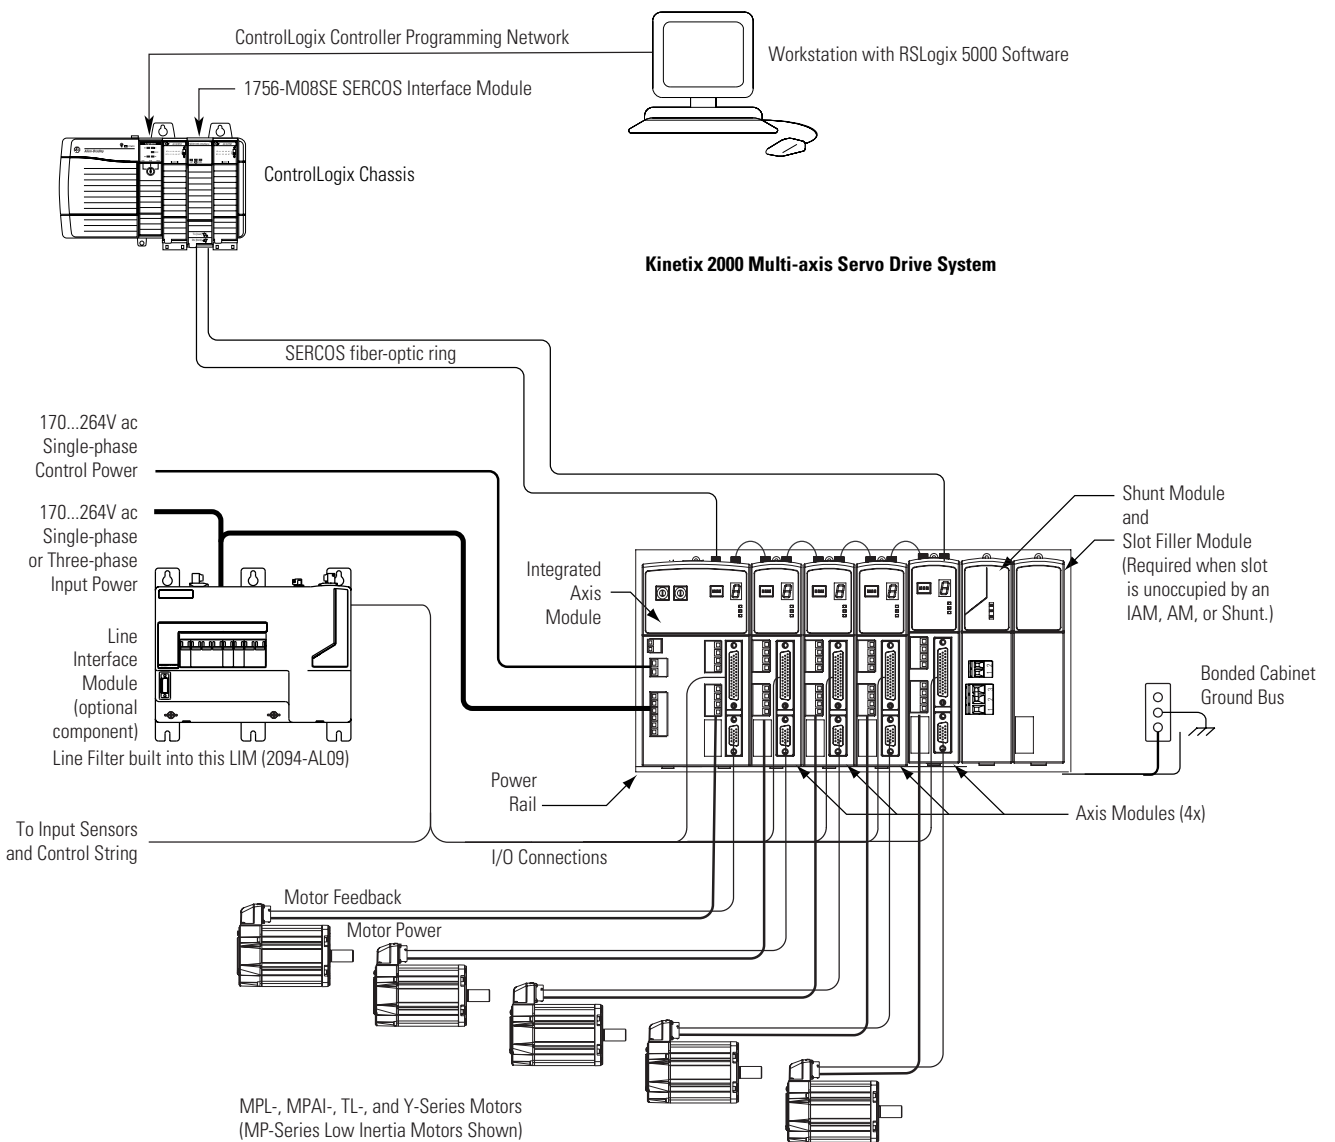 ControlLogix Controller Programming Network
Workstation with RSLogix 5000 Software
1756-M08SE SERCOS Interface Module
ControlLogix Chassis
Kinetix 2000 Multi-axis Servo Drive System
SERCOS fiber-optic ring
170...264V ac
Single-phase
Control Power
170...264V ac
Single-phase
or Three-phase
Input Power
Line
Interface
Module
(optional
component)
Line Filter built into this LIM (2094-AL09)
Integrated
Axis
Module
Shunt Module
and
Slot Filler Module
(Required when slot
is unoccupied by an
IAM, AM, or Shunt.)
Bonded Cabinet
Ground Bus
Power
Rail
Axis Modules (4x)
To Input Sensors
and Control String
I/O Connections
Motor Feedback
Motor Power
MPL-, MPAI-, TL-, and Y-Series Motors
(MP-Series Low Inertia Motors Shown)